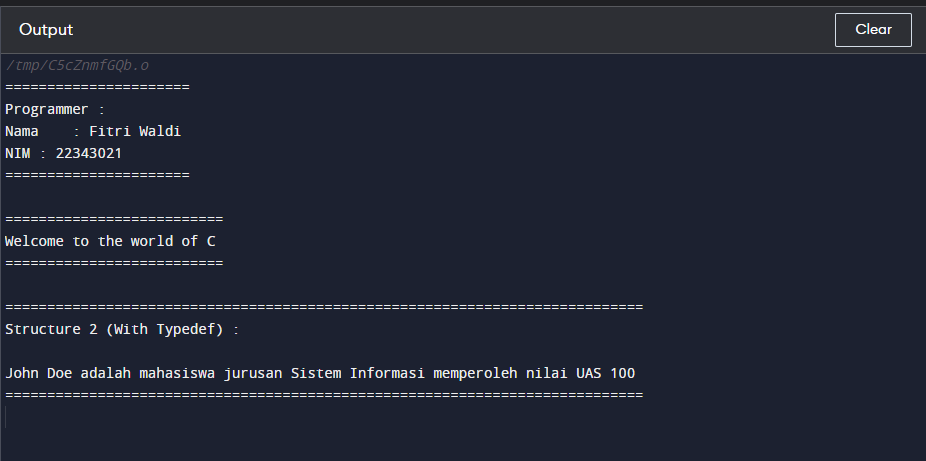 Output
Clear
/tmp/C5cZnmfGQb.o
======================
Programmer :
Nama    : Fitri Waldi
NIM : 22343021
======================
==========================
Welcome to the world of C
==========================
============================================================================
Structure 2 (With Typedef) :
John Doe adalah mahasiswa jurusan Sistem Informasi memperoleh nilai UAS 100
============================================================================